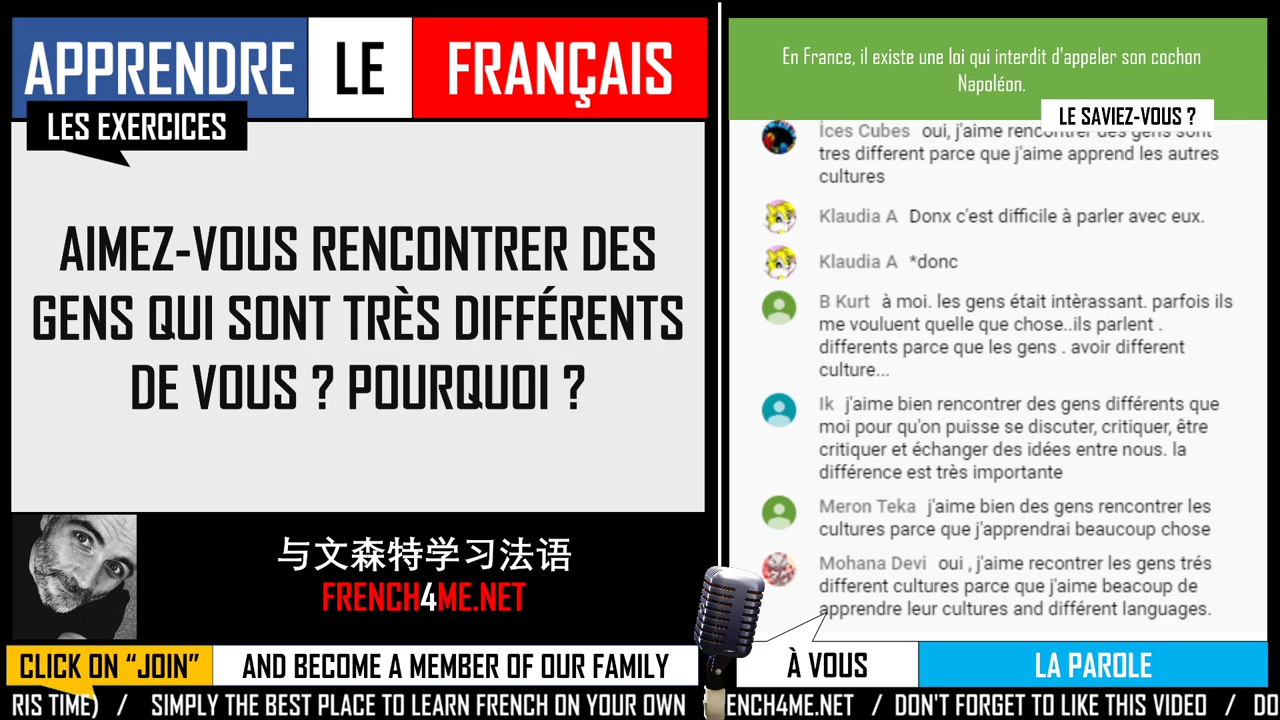 APPRENDRE LE FRANÇAIS
LES EXERCICES
AIMEZ-VOUS RENCONTRER DES
GENS QUI SONT TRÈS DIFFÉRENTS
DE VOUS ? POURQUOI ?
与文森特学习法语
FRENCH4ME.NET
CLICK ON “JOIN” AND BECOME A MEMBER OF OUR FAMILY
En France, il existe une loi qui interdit d'appeler son cochon
Napoléon.
LE SAVIEZ-VOUS ?
İces Cubes oui, j'aime rencontrer des gens sont
tres different parce que j'aime apprend les autres
cultures
Klaudia A Donx c'est difficile à parler avec eux.
Klaudia A *donc
B Kurt à moi. les gens était intèrassant. parfois ils
me vouluent quelle que chose..ils parlent .
differents parce que les gens . avoir different
culture...
Ik j'aime bien rencontrer des gens différents que
moi pour qu'on puisse se discuter, critiquer, être
critiquer et échanger des idées entre nous. la
différence est très importante
Meron Teka j'aime bien des gens rencontrer les
cultures parce que j'apprendrai beaucoup chose
Mohana Devi oui , j'aime recontrer les gens trés
different cultures parce que j'aime beacoup de
apprendre leur cultures and différent languages.
À VOUS LA PAROLE
RIS TIME) / SIMPLY THE BEST PLACE TO LEARN FRENCH ON YOUR OWN ENCH4ME.NET / DON'T FORGET TO LIKE THIS VIDEO / DO